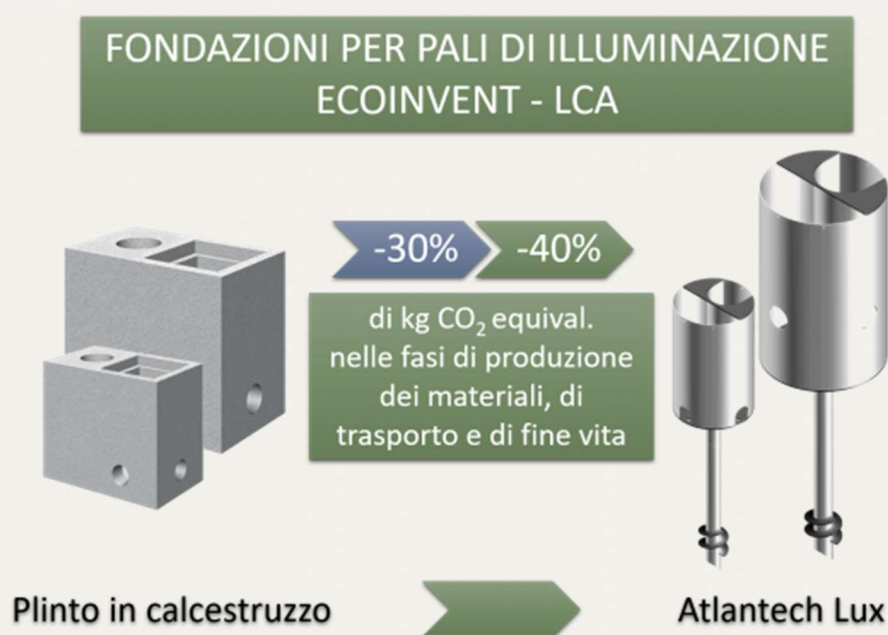 FONDAZIONI PER PALI DI ILLUMINAZIONE
ECOINVENT - LCA
-30%
-40%
di kg CO₂ equival.
nelle fasi di produzione
dei materiali, di
trasporto e di fine vita
Plinto in calcestruzzo
Atlantech Lux